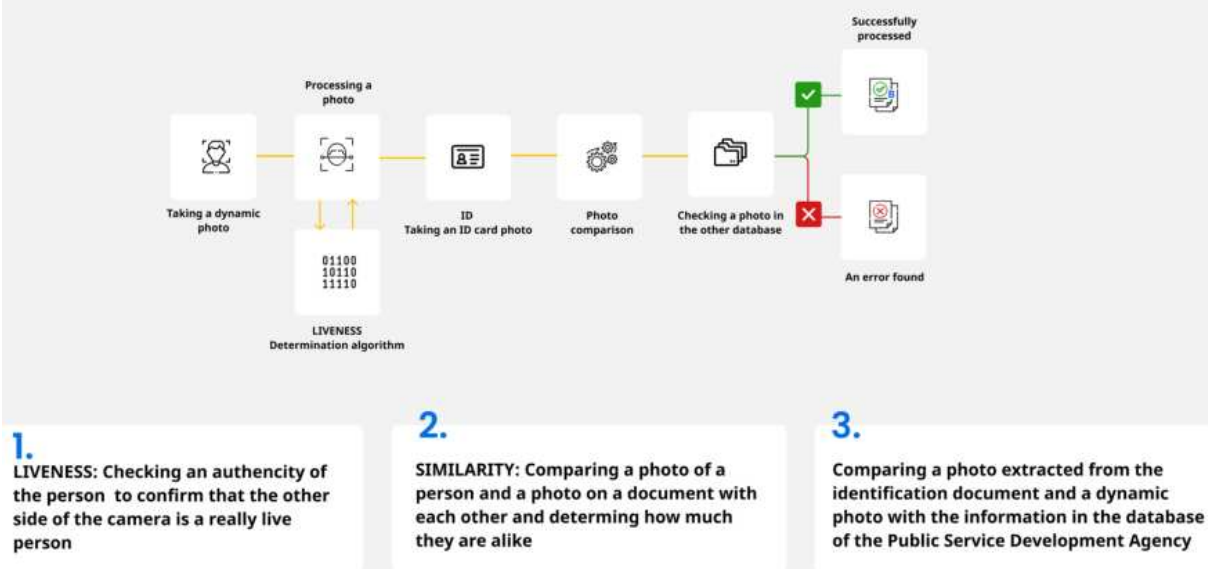 Successfully
processed
Processing a
photo
Taking a dynamic
photo
ID
Taking an ID card photo
Photo
comparison
Checking a photo in
the other database
An error found
01100
10110
11110
LIVENESS
Determination algorithm
1.
LIVENESS: Checking an authencity of
the person to confirm that the other
side of the camera is a really live
person
2.
SIMILARITY: Comparing a photo of a
person and a photo on a document with
each other and determing how much
they are alike
3.
Comparing a photo extracted from the
identification document and a dynamic
photo with the information in the database
of the Public Service Development Agency